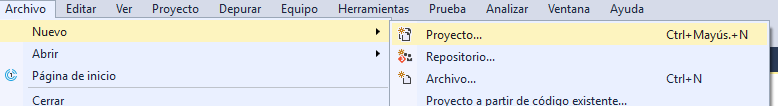 Archivo Editar Ver Proyecto Depurar Equipo Herramientas Prueba Analizar Ventana Ayuda
Nuevo
Abrir
Página de inicio
Cerrar
Proyecto... Ctrl+Mayús.+N
Repositorio...
Archivo... Ctrl+N
Proyecto a partir de código existente...